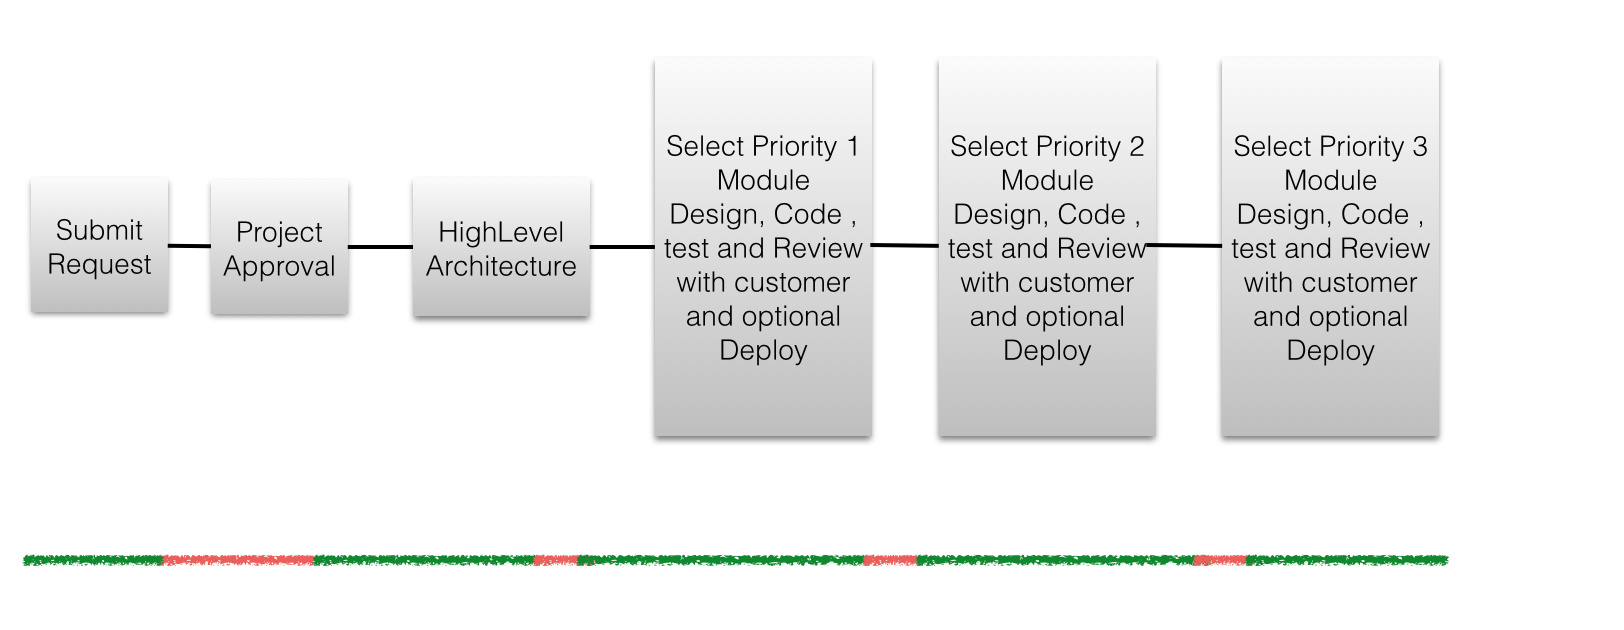 Submit
Request
Project
Approval
HighLevel
Architecture
Select Priority 1
Module
Design, Code ,
test and Review
with customer
and optional
Deploy
Select Priority 2
Module
Design, Code ,
test and Review
with customer
and optional
Deploy
Select Priority 3
Module
Design, Code ,
test and Review
with customer
and optional
Deploy